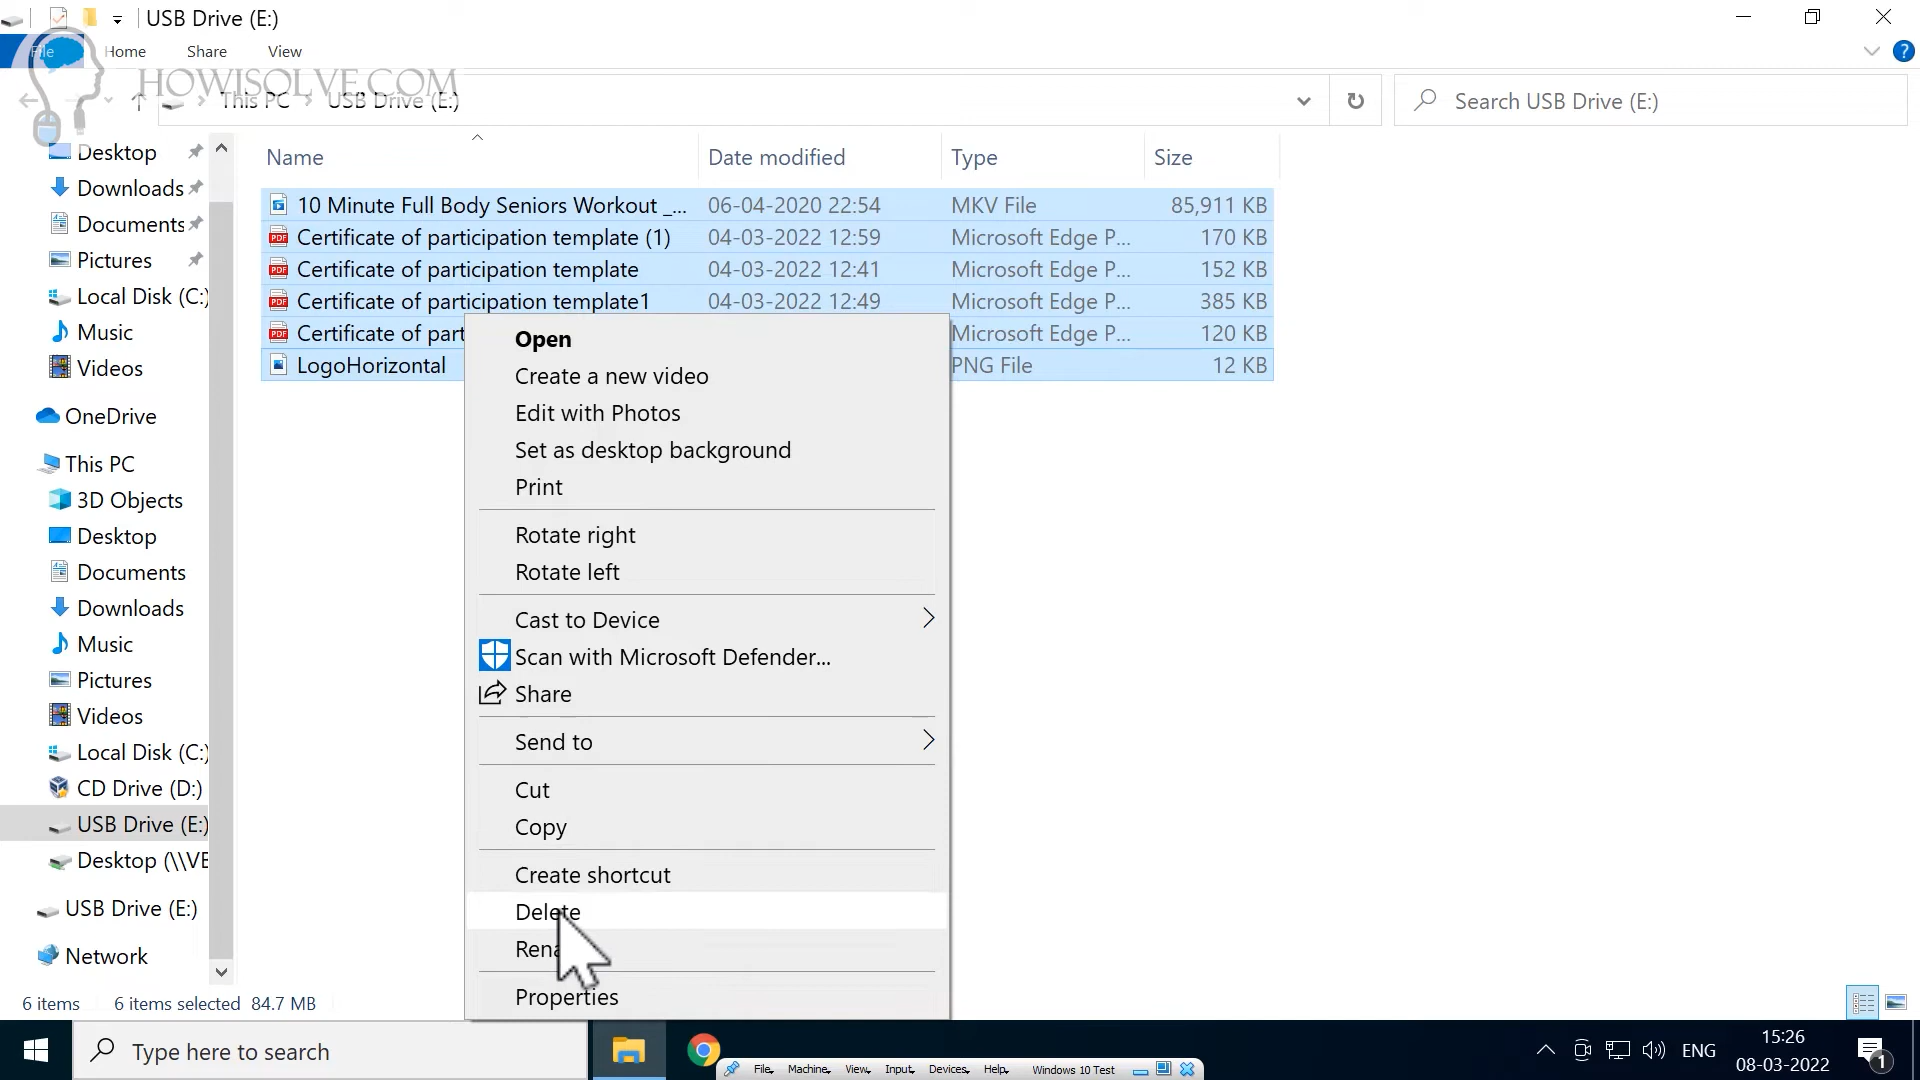 USB Drive (E:)
File Home Share View
HOWISOLVE.COM
This PC USB Drive (E:)
Search USB Drive (E:)
Name Date modified Type Size
Desktop
Downloads
Documents
Pictures
Local Disk (C:)
Music
Videos
OneDrive
This PC
3D Objects
Desktop
Documents
Downloads
Music
Pictures
Videos
Local Disk (C:)
CD Drive (D:)
USB Drive (E:)
Desktop (\\VE
USB Drive (E:)
Network
10 Minute Full Body Seniors Workout _... 06-04-2020 22:54 MKV File 85,911 KB
Certificate of participation template (1) 04-03-2022 12:59 Microsoft Edge P... 170 KB
Certificate of participation template 04-03-2022 12:41 Microsoft Edge P... 152 KB
Certificate of participation template1 04-03-2022 12:49 Microsoft Edge P... 385 KB
Certificate of part Microsoft Edge P... 120 KB
LogoHorizontal PNG File 12 KB
Open
Create a new video
Edit with Photos
Set as desktop background
Print
Rotate right
Rotate left
Cast to Device
Scan with Microsoft Defender...
Share
Send to
Cut
Copy
Create shortcut
Delete
Rena
Properties
6 items 6 items selected 84.7 MB
Type here to search
File Machine View Input Devices Help Windows 10 Test
ENG
15:26
08-03-2022
1